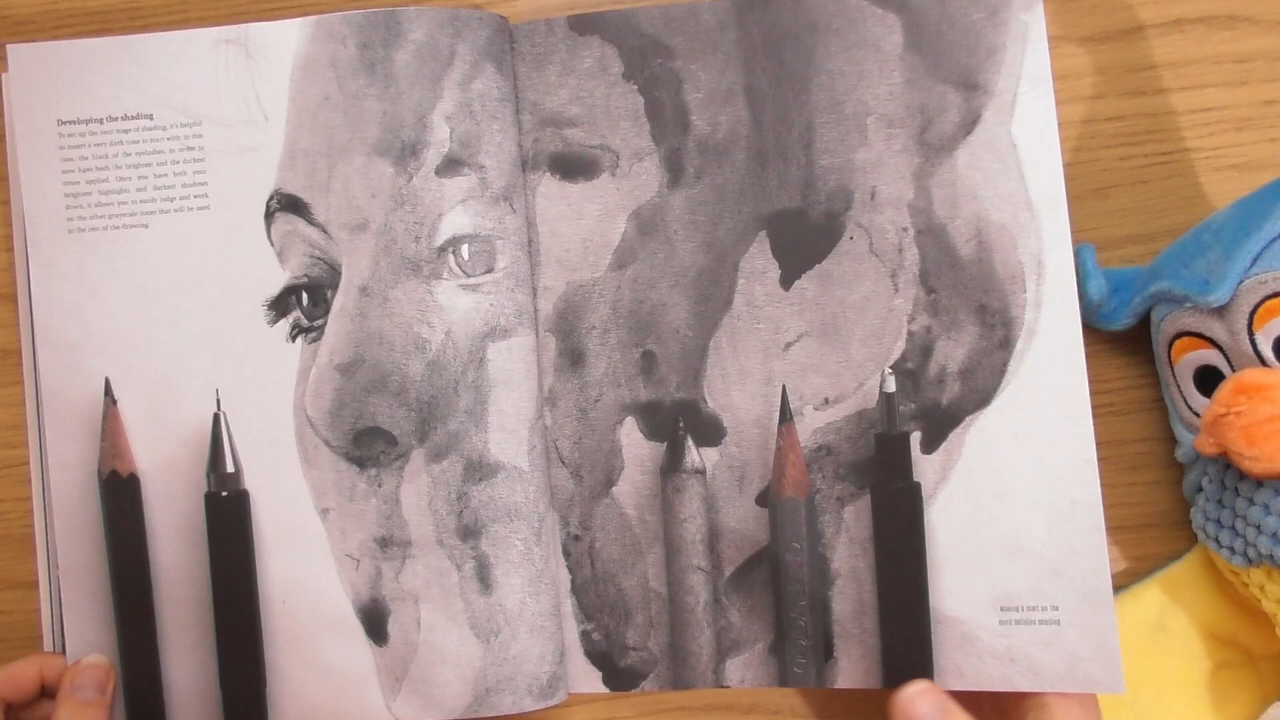 Developing the shading
To set up the next stage of shading, it's helpful
to insert a very dark tone to start with; in this
case, the black of the eyelashes, in order to
now have both the brightest and the darkest
tones applied. Once you have both your
brightest highlights and darkest shadows
down, it allows you to easily judge and work
on the other grayscale tones that will be used
in the rest of the drawing.
Making a start on the
more detailed shading